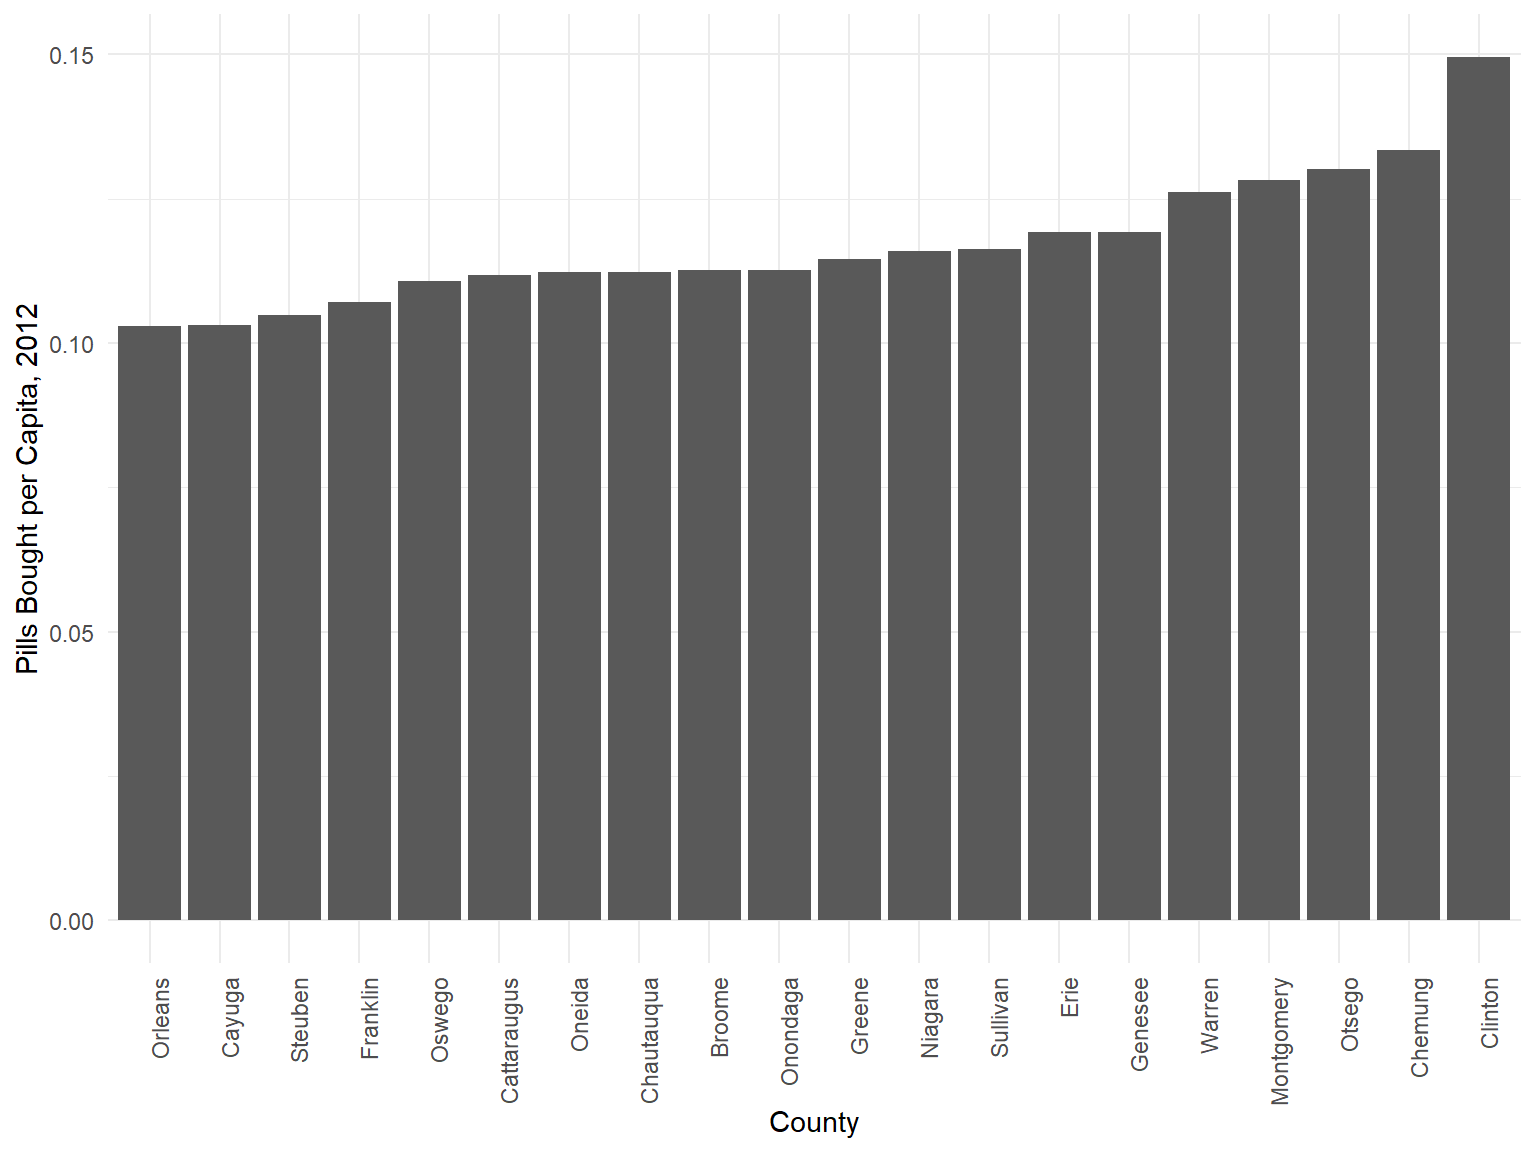 0.15
0.10
0.05
0.00
Pills Bought per Capita, 2012
Orleans
Cayuga
Steuben
Franklin
Oswego
Cattaraugus
Oneida
Chautauqua
Broome
Onondaga
Greene
Niagara
Sullivan
Erie
Genesee
Warren
Montgomery
Otsego
Chemung
Clinton
County